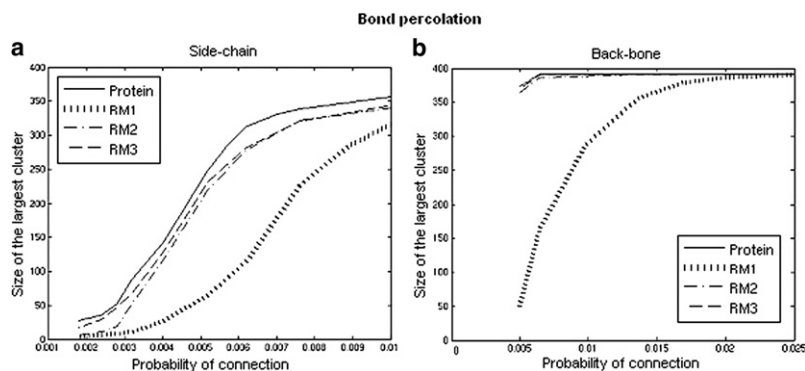 Bond percolation
a
Side-chain
Size of the largest cluster
400
350
300
250
200
150
100
50
0
Protein
RM1
RM2
RM3
0.001 0.002 0.003 0.004 0.005 0.006 0.007 0.008 0.009 0.01
Probability of connection
b
Back-bone
Size of the largest cluster
400
350
300
250
200
150
100
50
0
Protein
RM1
RM2
RM3
0 0.005 0.01 0.015 0.02 0.025
Probability of connection